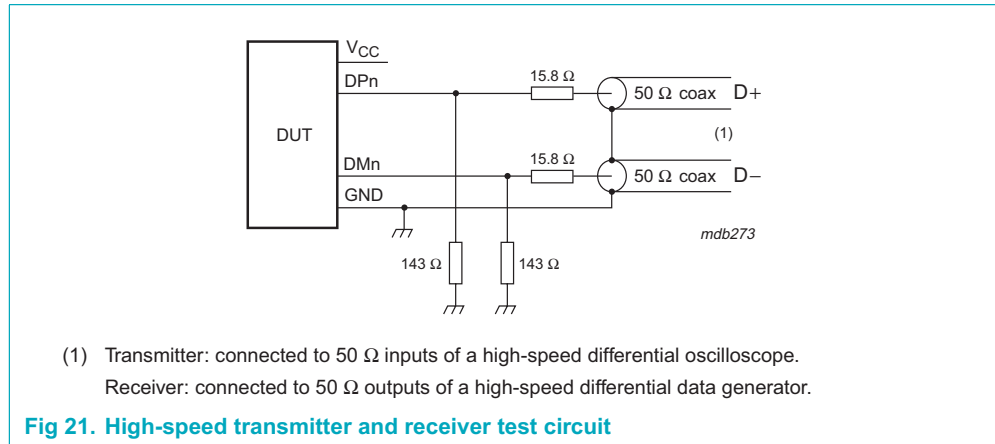 VCC
DPn
15.8 Ω
50 Ω coax D+
DUT
(1)
DMn
15.8 Ω
50 Ω coax D−
GND
mdb273
143 Ω
143 Ω
(1) Transmitter: connected to 50 Ω inputs of a high-speed differential oscilloscope.
Receiver: connected to 50 Ω outputs of a high-speed differential data generator.
Fig 21. High-speed transmitter and receiver test circuit